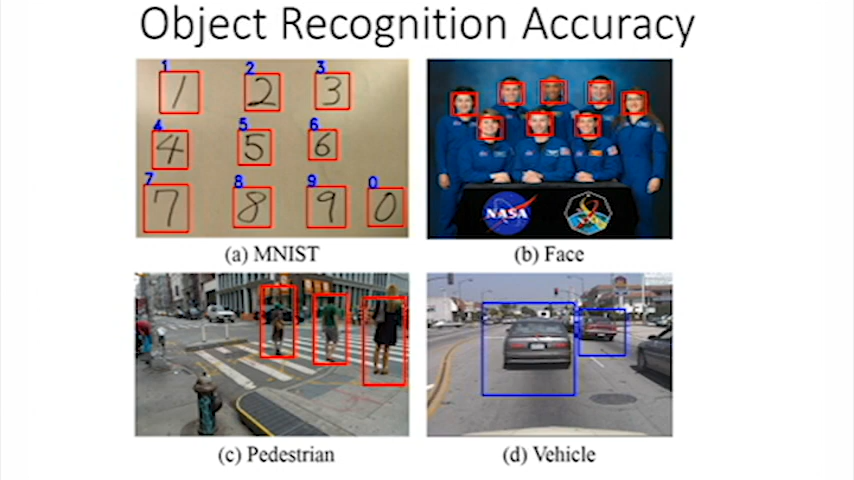 Object Recognition Accuracy
1 2 3
1 2 3
4 5 6
4 5 6
7 8 9 0
7 8 9 0
NASA
(a) MNIST
(b) Face
(c) Pedestrian
(d) Vehicle